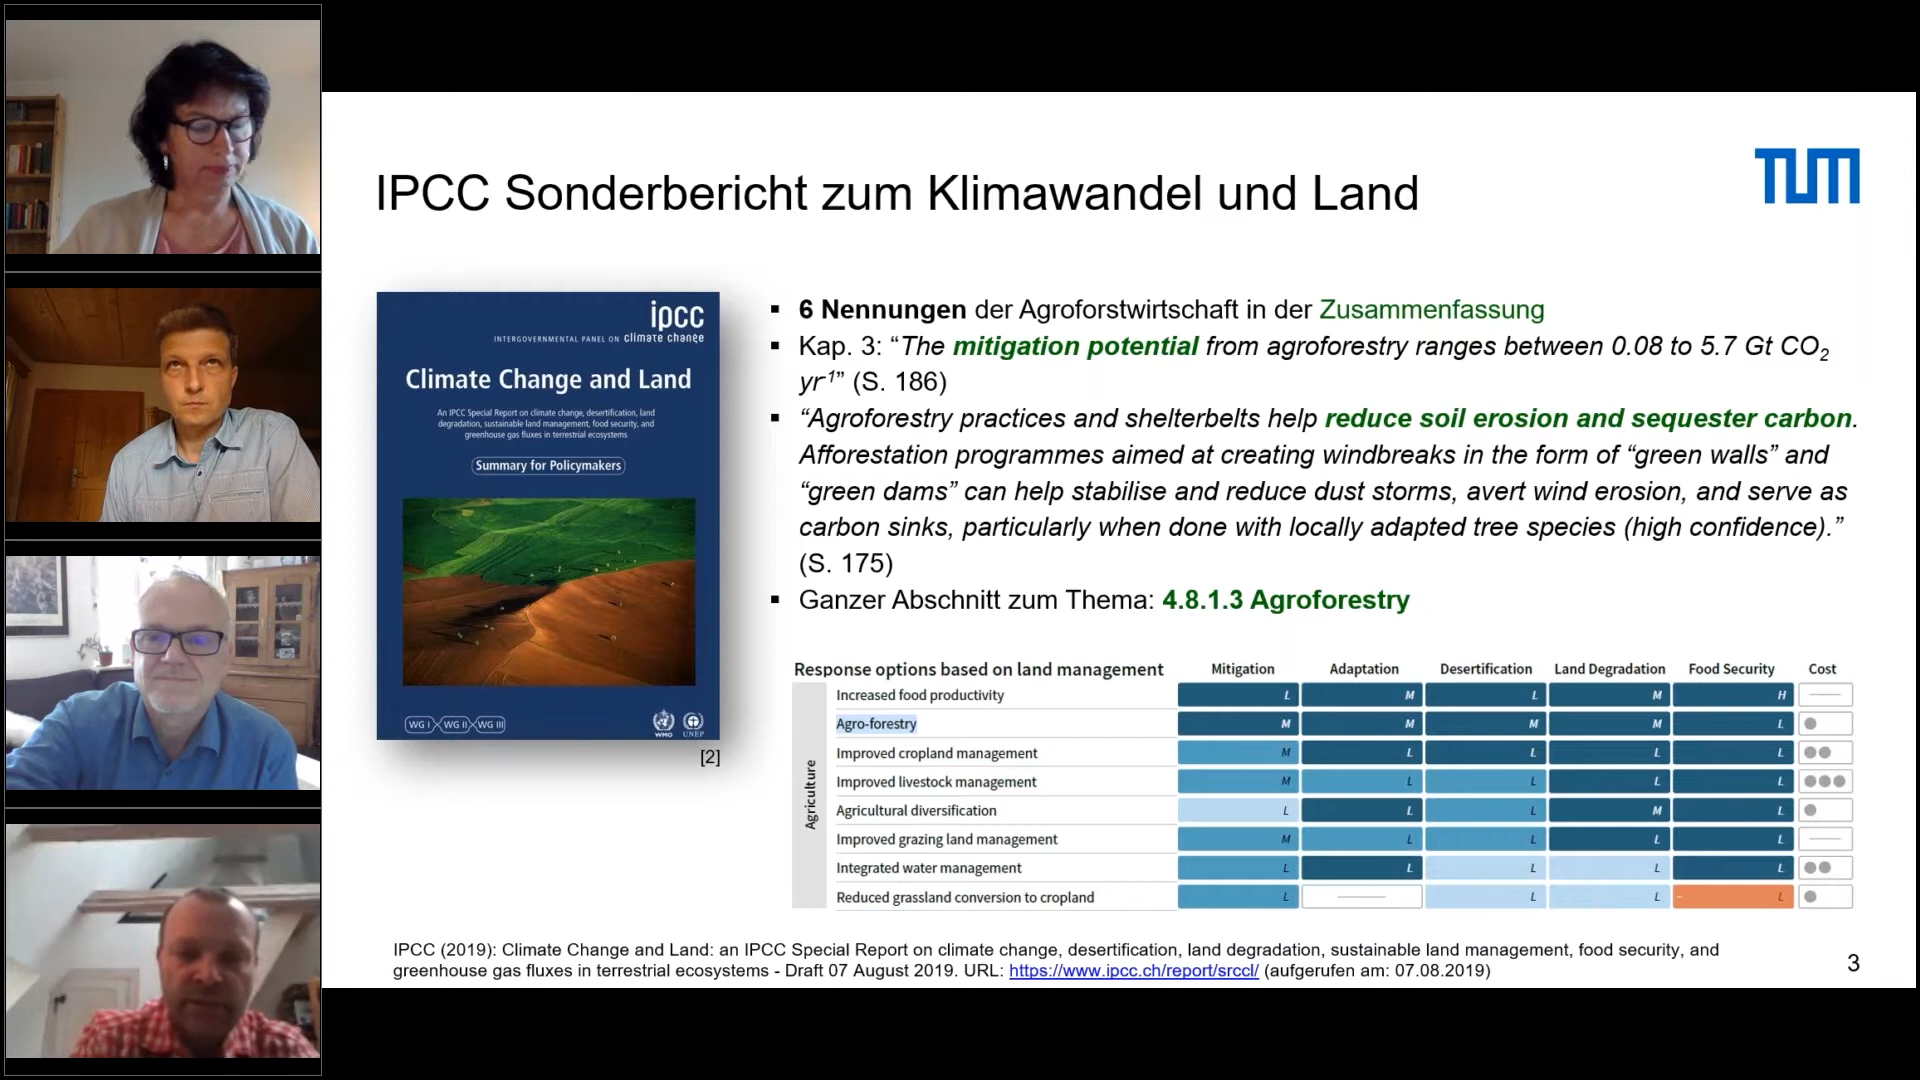 TUM
IPCC Sonderbericht zum Klimawandel und Land
ipcc
INTERGOVERNMENTAL PANEL ON climate change
Climate Change and Land
An IPCC Special Report on climate change, desertification, land
degradation, sustainable land management, food security, and
greenhouse gas fluxes in terrestrial ecosystems
Summary for Policymakers
WG I WG II WG III
WMO UNEP
[2]
▪ 6 Nennungen der Agroforstwirtschaft in der Zusammenfassung
▪ Kap. 3: “The mitigation potential from agroforestry ranges between 0.08 to 5.7 Gt CO2
yr-1” (S. 186)
▪ “Agroforestry practices and shelterbelts help reduce soil erosion and sequester carbon.
Afforestation programmes aimed at creating windbreaks in the form of “green walls” and
“green dams” can help stabilise and reduce dust storms, avert wind erosion, and serve as
carbon sinks, particularly when done with locally adapted tree species (high confidence).”
(S. 175)
▪ Ganzer Abschnitt zum Thema: 4.8.1.3 Agroforestry
Response options based on land management Mitigation Adaptation Desertification Land Degradation Food Security Cost
Agriculture
Increased food productivity L M L M H
Agro-forestry M M M M L
Improved cropland management M L L L L
Improved livestock management M L L L L
Agricultural diversification L L L M L
Improved grazing land management M L L L L
Integrated water management L L L L L
Reduced grassland conversion to cropland L L L - L
IPCC (2019): Climate Change and Land: an IPCC Special Report on climate change, desertification, land degradation, sustainable land management, food security, and
greenhouse gas fluxes in terrestrial ecosystems - Draft 07 August 2019. URL: https://www.ipcc.ch/report/srccl/ (aufgerufen am: 07.08.2019)
3